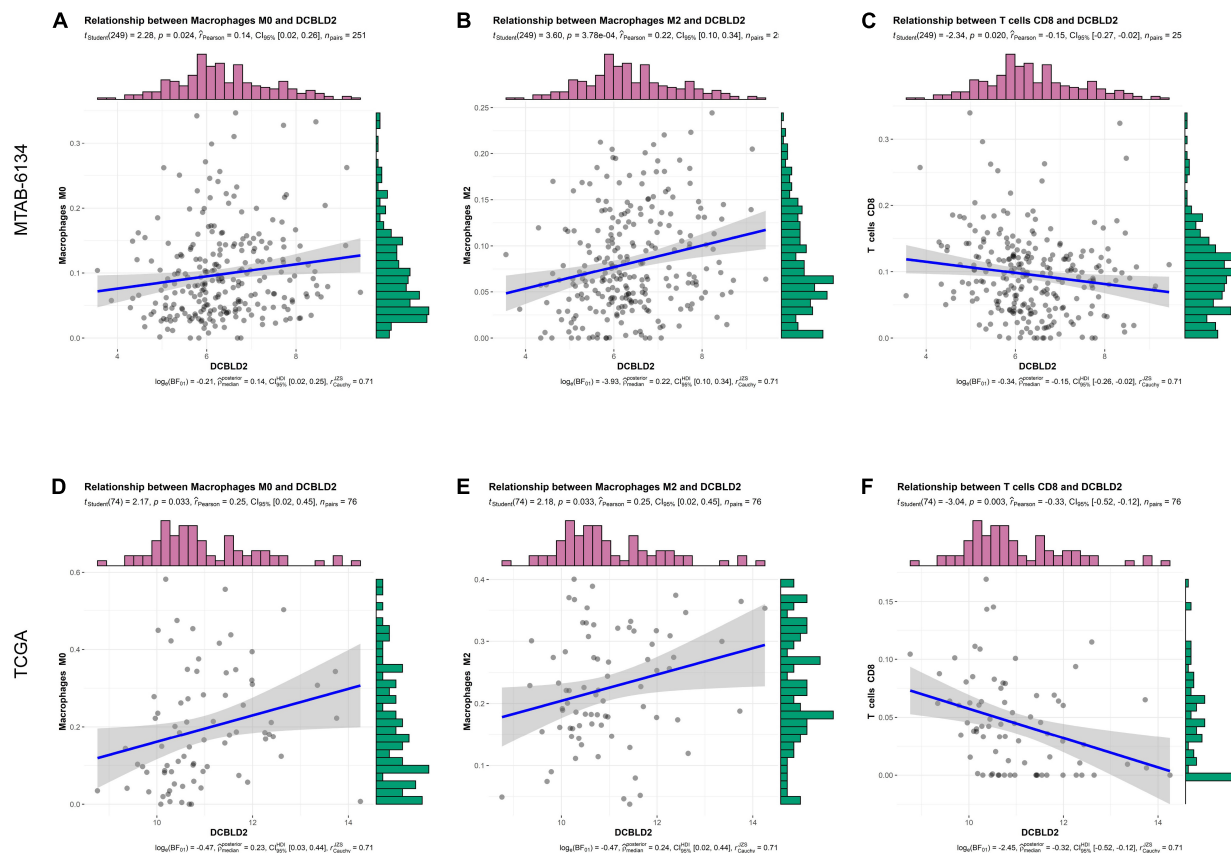 A
Relationship between Macrophages M0 and DCBLD2
tStudent(249) = 2.28, p = 0.024, r̂Pearson = 0.14, CI95% [0.02, 0.26], npairs = 251
0.3
0.2
0.1
0.0
Macrophages M0
4
6
8
DCBLD2
loge(BF01) = -0.21, ρ̂posterior median = 0.14, CIHDI 95% [0.02, 0.25], rJZS Cauchy = 0.71
B
Relationship between Macrophages M2 and DCBLD2
tStudent(249) = 3.60, p = 3.78e-04, r̂Pearson = 0.22, CI95% [0.10, 0.34], npairs = 2
0.25
0.20
0.15
0.10
0.05
0.00
Macrophages M2
4
6
8
DCBLD2
loge(BF01) = -3.93, ρ̂posterior median = 0.22, CIHDI 95% [0.10, 0.34], rJZS Cauchy = 0.71
C
Relationship between T cells CD8 and DCBLD2
tStudent(249) = -2.34, p = 0.020, r̂Pearson = -0.15, CI95% [-0.27, -0.02], npairs = 25
0.3
0.2
0.1
0.0
T cells CD8
4
6
8
DCBLD2
loge(BF01) = -0.34, ρ̂posterior median = -0.15, CIHDI 95% [-0.26, -0.02], rJZS Cauchy = 0.71
MTAB-6134
D
Relationship between Macrophages M0 and DCBLD2
tStudent(74) = 2.17, p = 0.033, r̂Pearson = 0.25, CI95% [0.02, 0.45], npairs = 76
0.6
0.4
0.2
0.0
Macrophages M0
10
12
14
DCBLD2
loge(BF01) = -0.47, ρ̂posterior median = 0.23, CIHDI 95% [0.03, 0.44], rJZS Cauchy = 0.71
E
Relationship between Macrophages M2 and DCBLD2
tStudent(74) = 2.18, p = 0.033, r̂Pearson = 0.25, CI95% [0.02, 0.45], npairs = 76
0.4
0.3
0.2
0.1
Macrophages M2
10
12
14
DCBLD2
loge(BF01) = -0.47, ρ̂posterior median = 0.24, CIHDI 95% [0.02, 0.44], rJZS Cauchy = 0.71
F
Relationship between T cells CD8 and DCBLD2
tStudent(74) = -3.04, p = 0.003, r̂Pearson = -0.33, CI95% [-0.52, -0.12], npairs = 76
0.15
0.10
0.05
0.00
T cells CD8
10
12
14
DCBLD2
loge(BF01) = -2.45, ρ̂posterior median = -0.32, CIHDI 95% [-0.52, -0.12], rJZS Cauchy = 0.71
TCGA